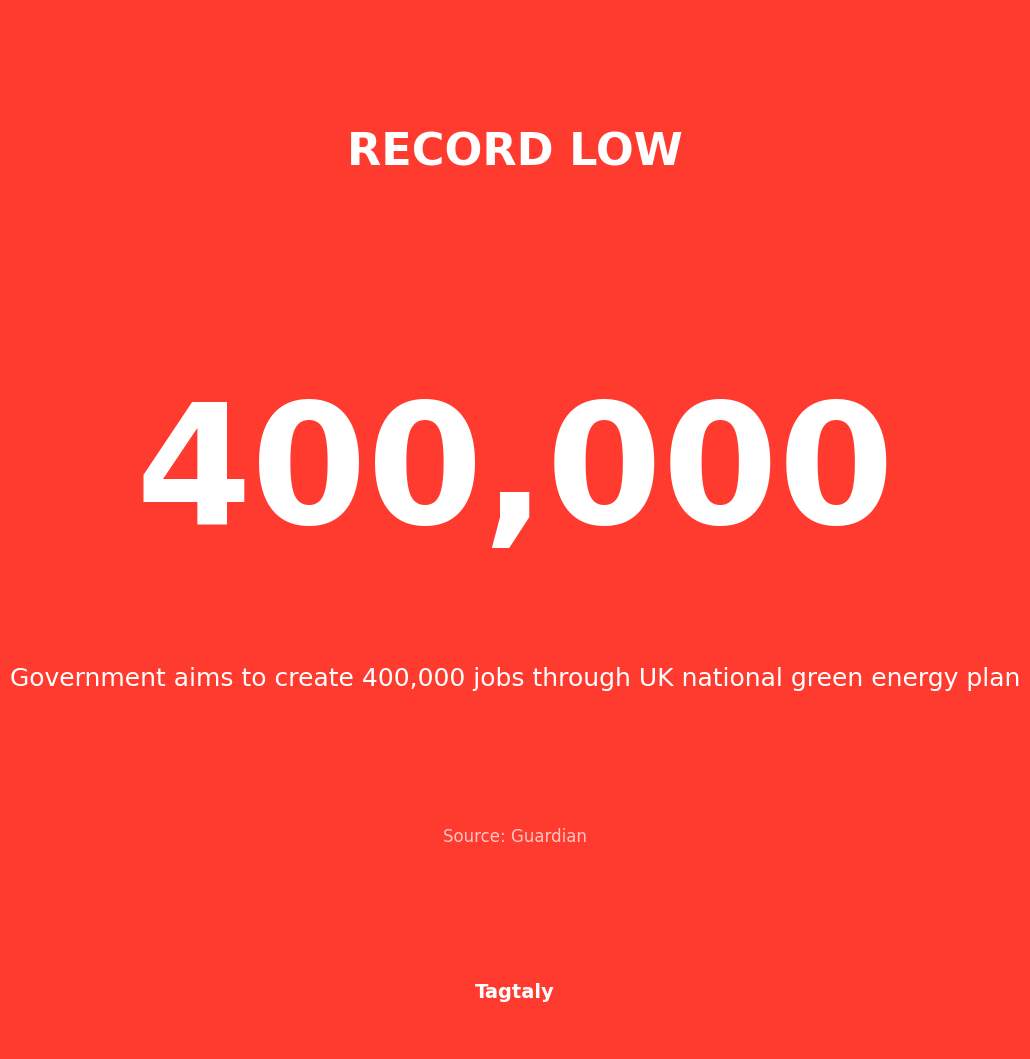 RECORD LOW
400,000
Government aims to create 400,000 jobs through UK national green energy plan
Source: Guardian
Tagtaly